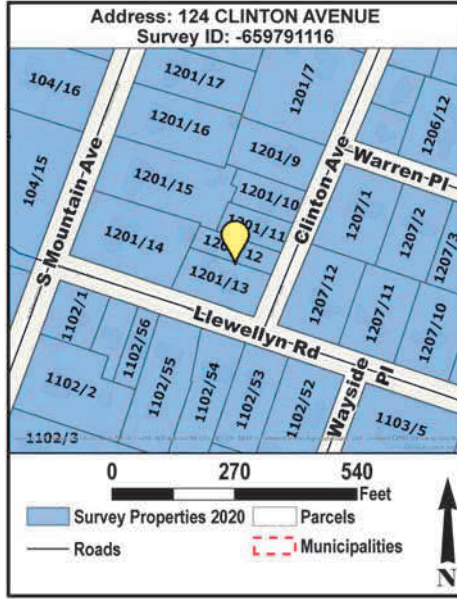 Address: 124 CLINTON AVENUE
Survey ID: -659791116
104/16
1201/17
1201/7
1206/12
1201/16
1201/9
Warren Pl
104/15
S Mountain Ave
1201/15
1201/10
Clinton Ave
1207/1
1207/2
1207/3
1201/11
1201/14
1201/12
1201/13
1207/12
1207/11
1207/10
Llewellyn Rd
1102/1
1102/56
1102/55
1102/54
1102/53
1102/52
Wayside Pl
1102/2
1103/5
1102/3
0 270 540
Feet
Survey Properties 2020
Parcels
Roads
Municipalities
N